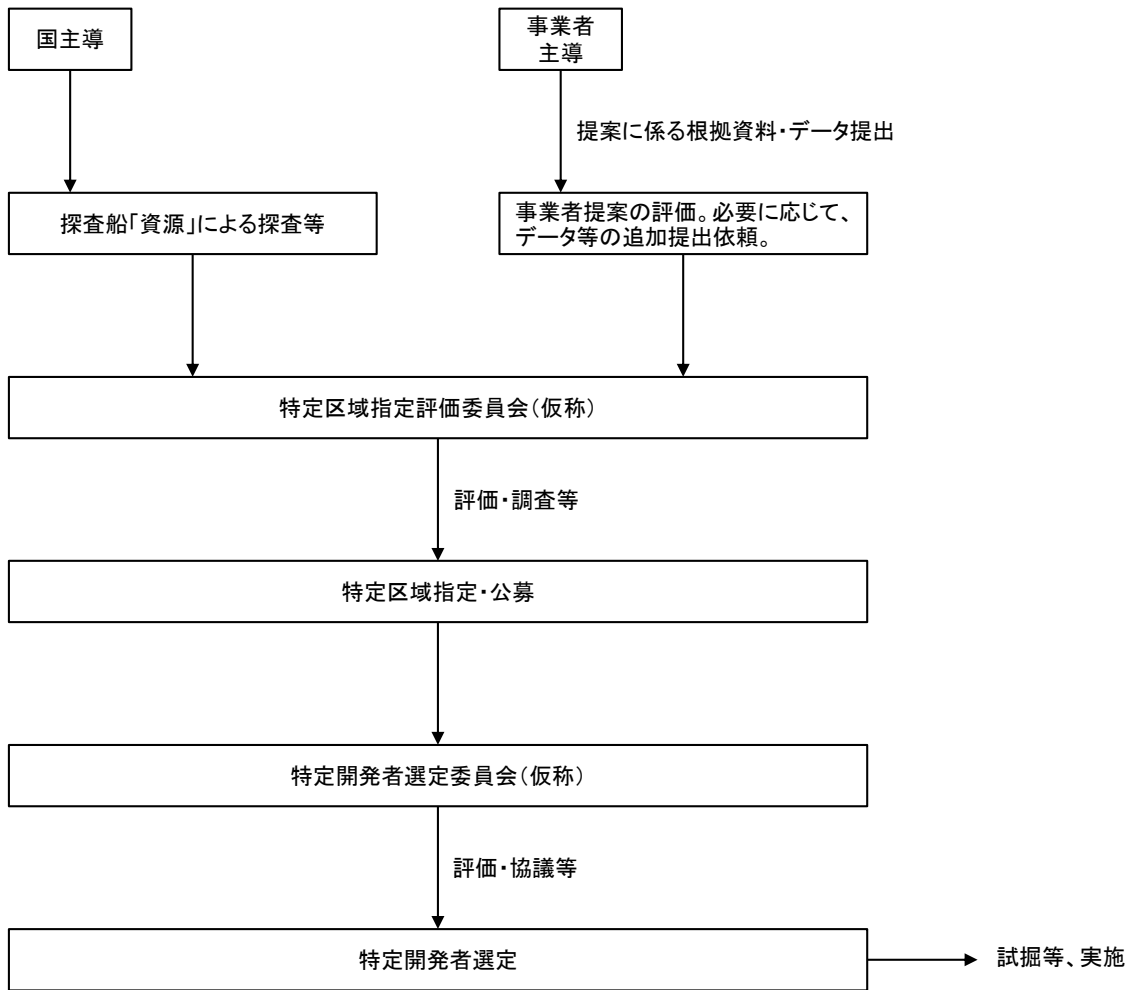 国主導
事業者
主導
提案に係る根拠資料・データ提出
探査船「資源」による探査等
事業者提案の評価。必要に応じて、
データ等の追加提出依頼。
特定区域指定評価委員会(仮称)
評価・調査等
特定区域指定・公募
特定開発者選定委員会(仮称)
評価・協議等
特定開発者選定
試掘等、実施